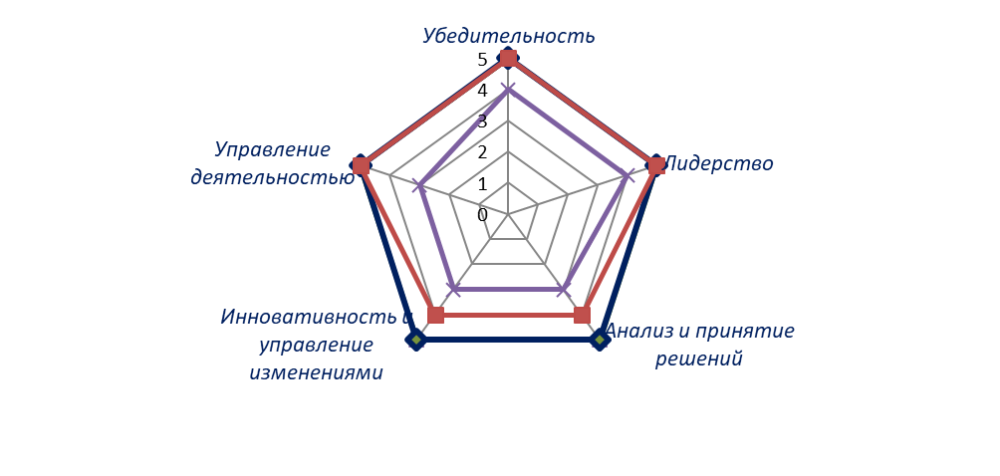 Убедительность
5
4
3
2
1
0
Лидерство
Анализ и принятие
решений
Инновативность и
управление
изменениями
Управление
деятельностью